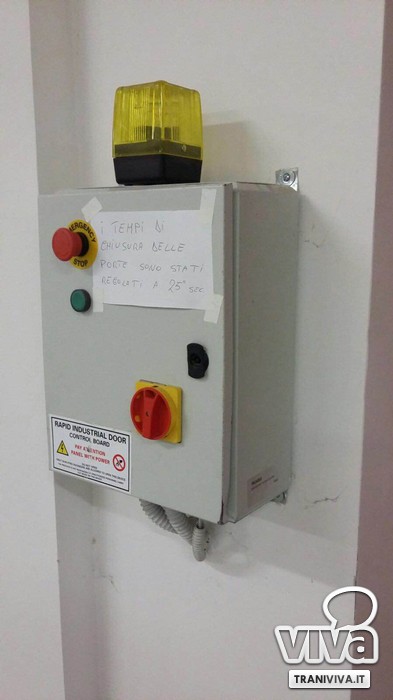 EMERGENCY
STOP
I TEMPI DI
CHIUSURA DELLE
PORTE SONO STATI
REGOLATI A 25" SEC
RAPID INDUSTRIAL DOOR
CONTROL BOARD
PAY ATTENTION
PANEL WITH POWER
viva
TRANIVIVA.IT